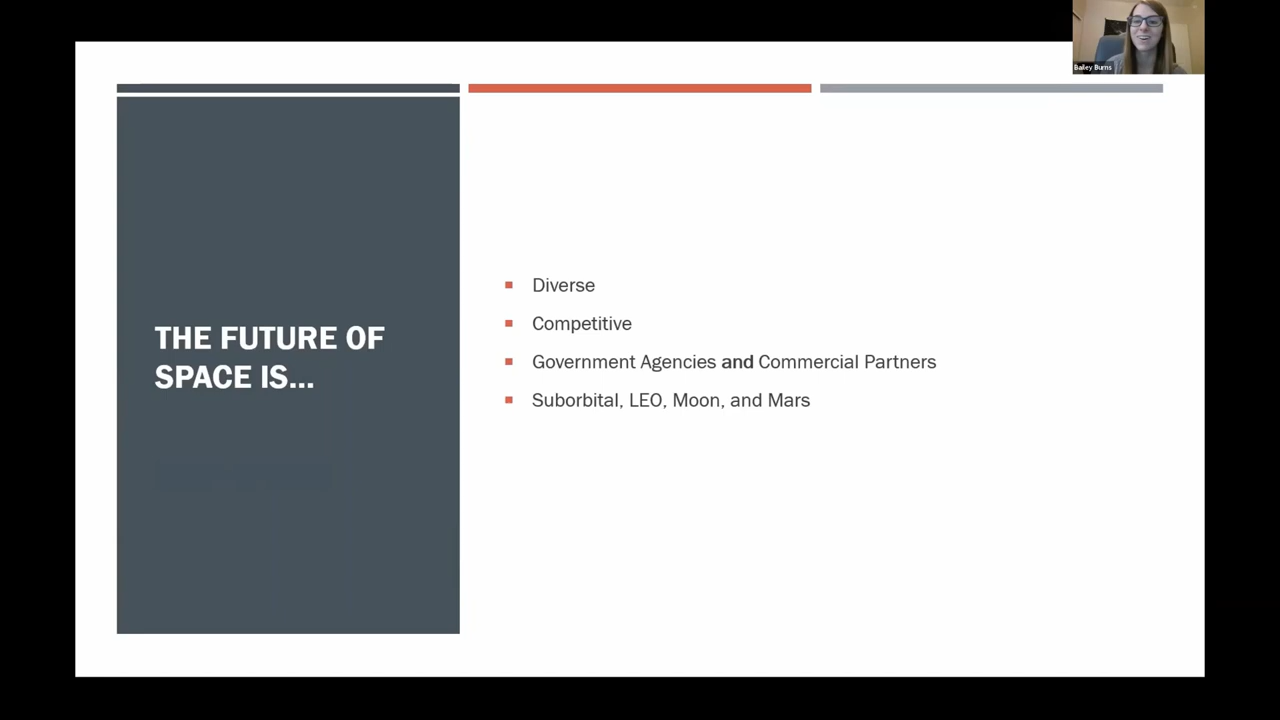 Bailey Burns
THE FUTURE OF
SPACE IS...
Diverse
Competitive
Government Agencies and Commercial Partners
Suborbital, LEO, Moon, and Mars